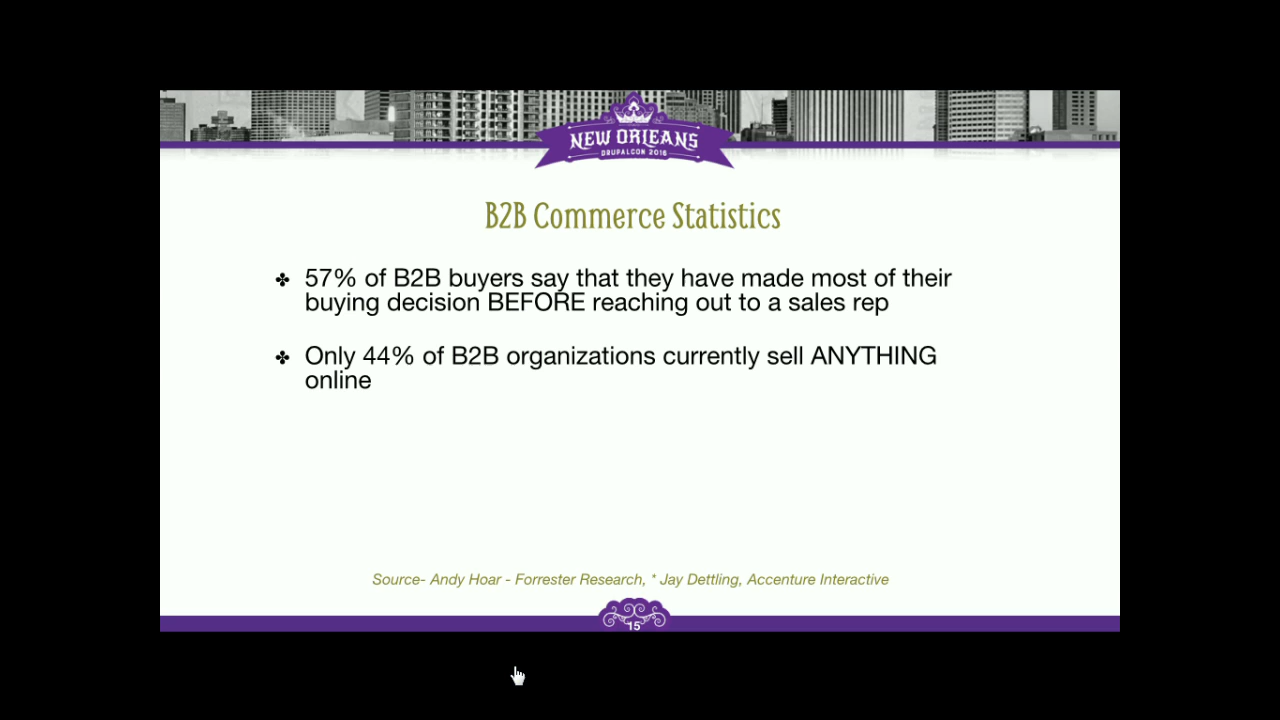 NEW ORLEANS
DRUPALCON 2016
B2B Commerce Statistics
✤ 57% of B2B buyers say that they have made most of their
buying decision BEFORE reaching out to a sales rep
✤ Only 44% of B2B organizations currently sell ANYTHING
online
Source- Andy Hoar - Forrester Research, * Jay Dettling, Accenture Interactive
15